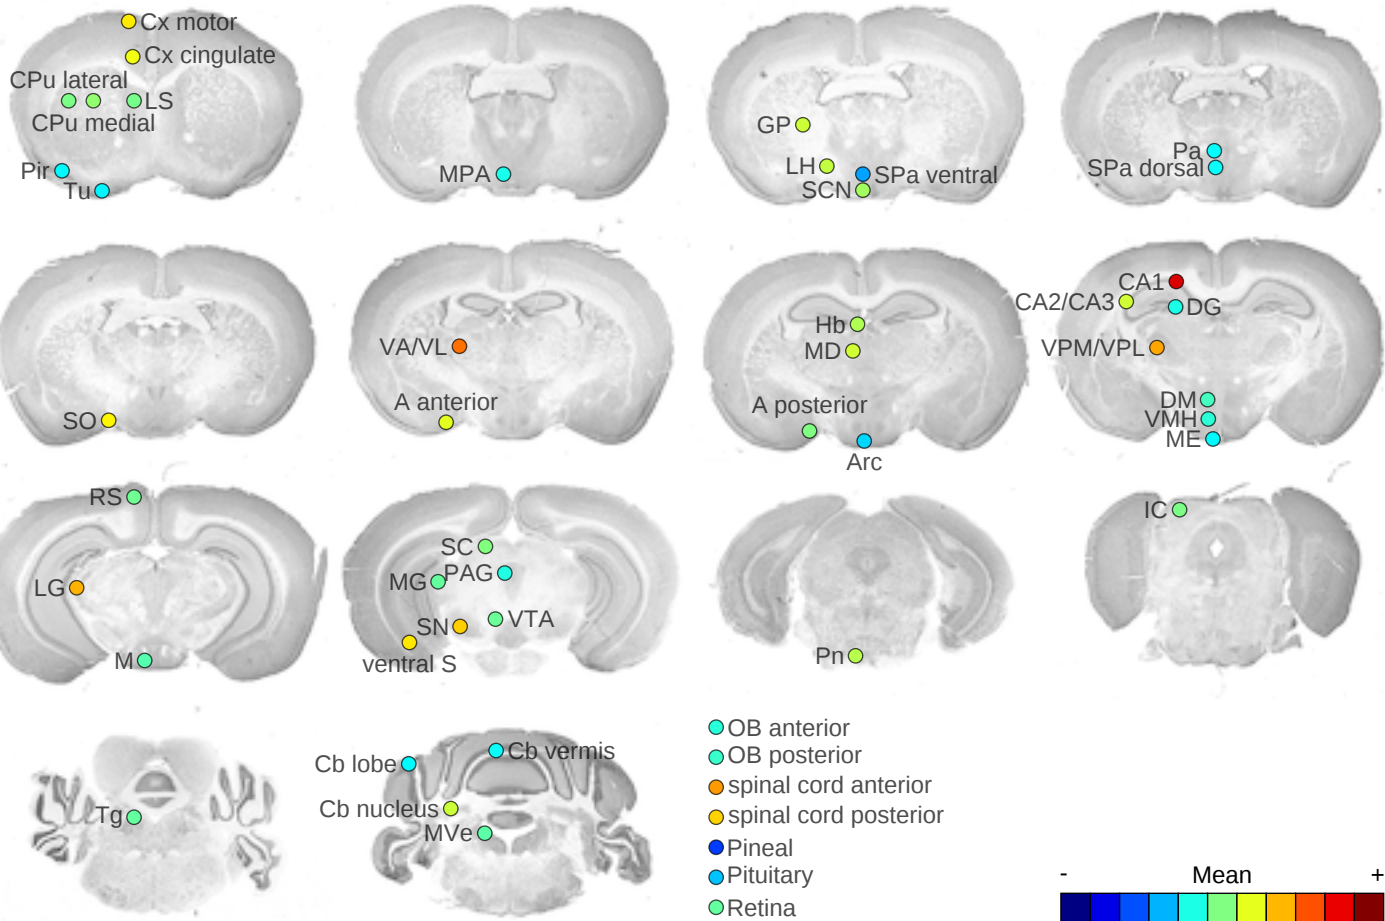 Cx motor
Cx cingulate
CPu lateral
LS
CPu medial
Pir
Tu
MPA
GP
LH
SPa ventral
SCN
Pa
SPa dorsal
SO
VA/VL
A anterior
Hb
MD
A posterior
Arc
CA1
CA2/CA3
DG
VPM/VPL
DM
VMH
ME
RS
LG
M
SC
PAG
MG
VTA
SN
ventral S
Pn
IC
Tg
Cb vermis
Cb lobe
Cb nucleus
MVe
OB anterior
OB posterior
spinal cord anterior
spinal cord posterior
Pineal
Pituitary
Retina
- Mean +